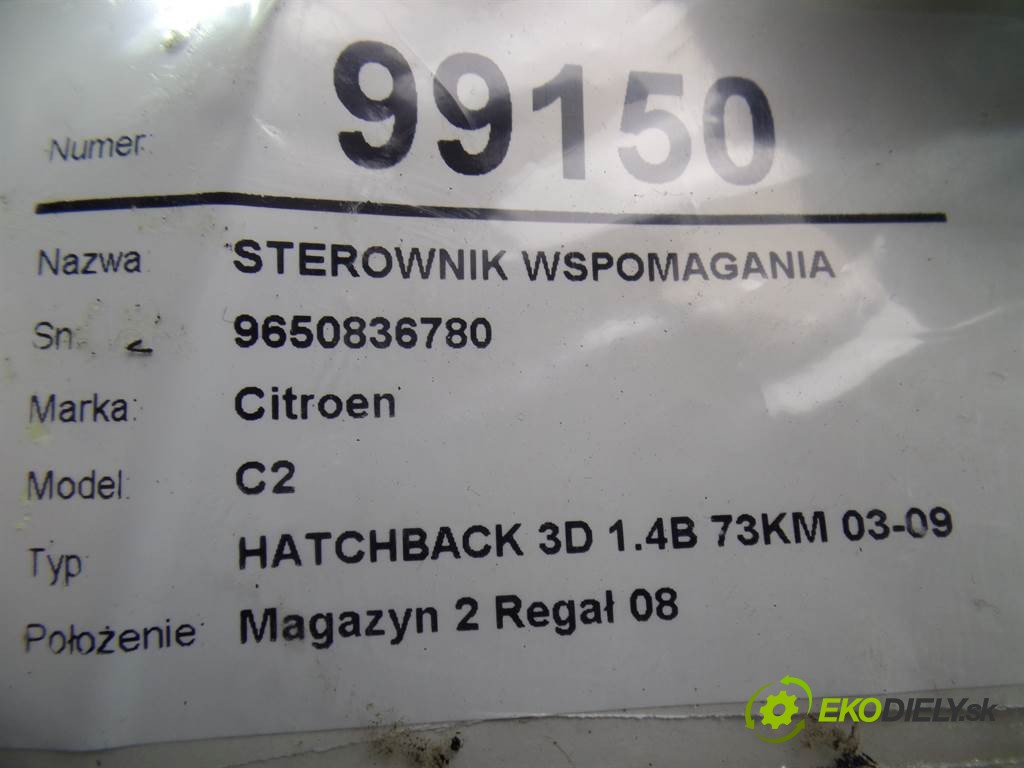 Numer: 99150
Nazwa STEROWNIK WSPOMAGANIA
Sn: 9650836780
Marka: Citroen
Model: C2
Typ: HATCHBACK 3D 1.4B 73KM 03-09
Położenie: Magazyn 2 Regał 08
EKODIELY.sk